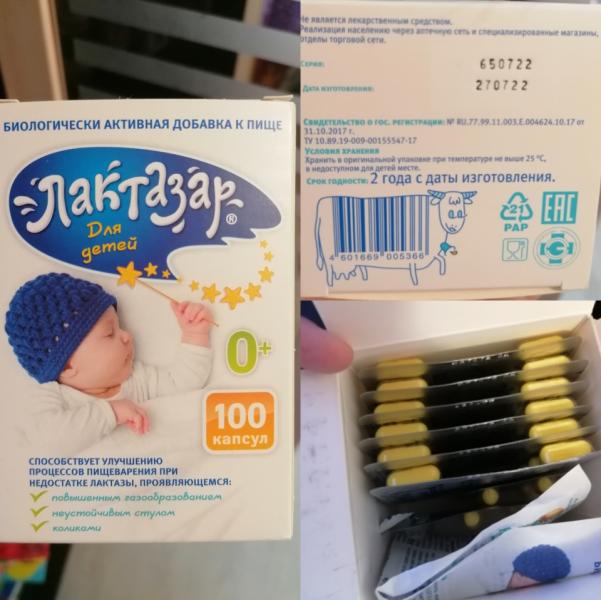 БИОЛОГИЧЕСКИ АКТИВНАЯ ДОБАВКА К ПИЩЕ
Лактазар®
Для
детей
0+
100
капсул
СПОСОБСТВУЕТ УЛУЧШЕНИЮ
ПРОЦЕССОВ ПИЩЕВАРЕНИЯ ПРИ
НЕДОСТАТКЕ ЛАКТАЗЫ, ПРОЯВЛЯЮЩЕМСЯ:
повышенным газообразованием
неустойчивым стулом
коликами
Не является лекарственным средством.
Реализация населению через аптечную сеть и специализированные магазины,
отделы торговой сети.
СЕРИЯ:
650722
ДАТА ИЗГОТОВЛЕНИЯ:
270722
СВИДЕТЕЛЬСТВО О ГОС. РЕГИСТРАЦИИ: № RU.77.99.11.003.E.004624.10.17 от
31.10.2017 г.
ТУ 10.89.19-009-00155547-17
УСЛОВИЯ ХРАНЕНИЯ
Хранить в оригинальной упаковке при температуре не выше 25 °С,
в недоступном для детей месте.
СРОК ГОДНОСТИ: 2 года с даты изготовления.
4 601669 005366
21
PAP
EAC